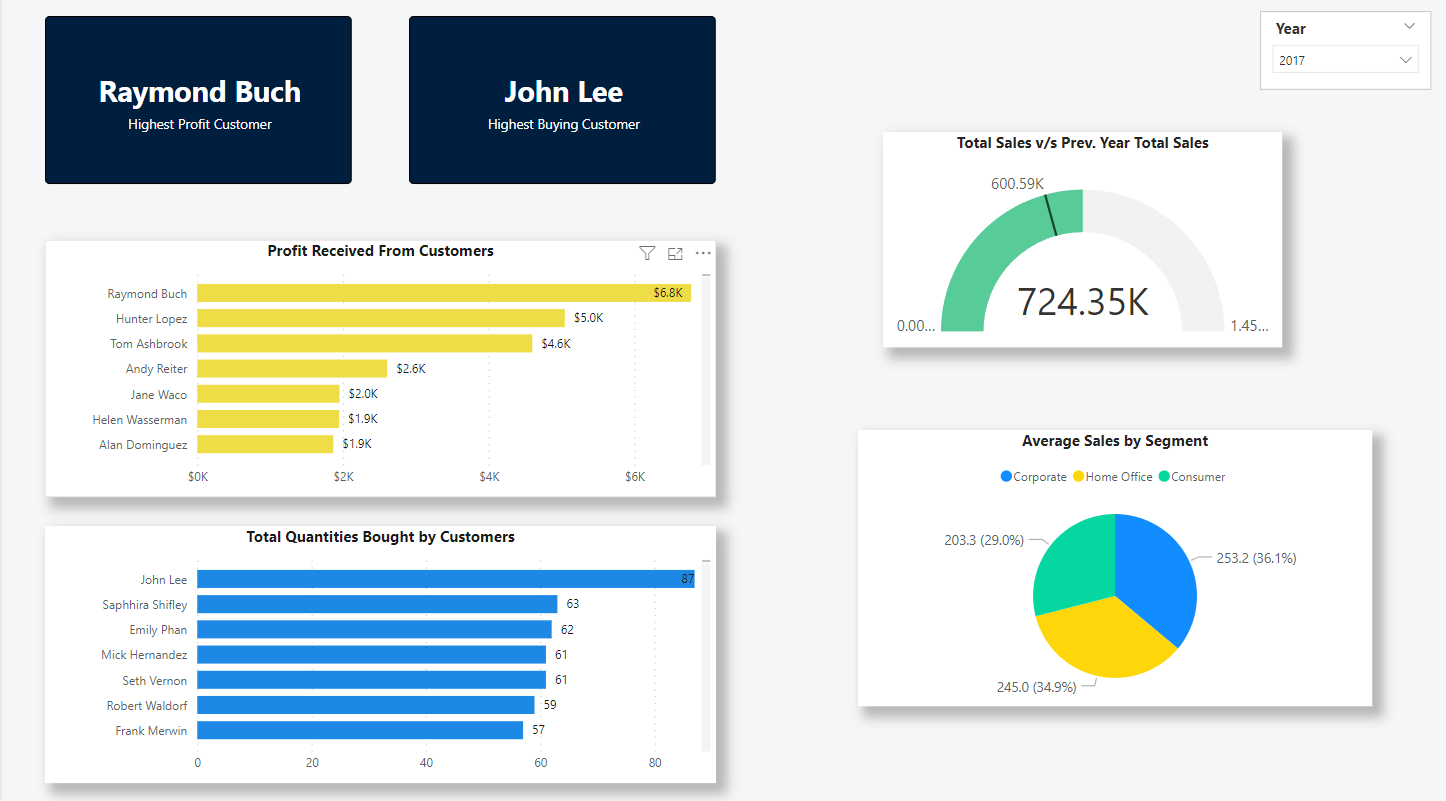 Raymond Buch
Highest Profit Customer
John Lee
Highest Buying Customer
Year
2017
Profit Received From Customers
Raymond Buch $6.8K
Hunter Lopez $5.0K
Tom Ashbrook $4.6K
Andy Reiter $2.6K
Jane Waco $2.0K
Helen Wasserman $1.9K
Alan Dominguez $1.9K
$0K $2K $4K $6K
Total Quantities Bought by Customers
John Lee 87
Saphhira Shifley 63
Emily Phan 62
Mick Hernandez 61
Seth Vernon 61
Robert Waldorf 59
Frank Merwin 57
0 20 40 60 80
Total Sales v/s Prev. Year Total Sales
600.59K
724.35K
0.00... 1.45...
Average Sales by Segment
Corporate Home Office Consumer
203.3 (29.0%)
253.2 (36.1%)
245.0 (34.9%)